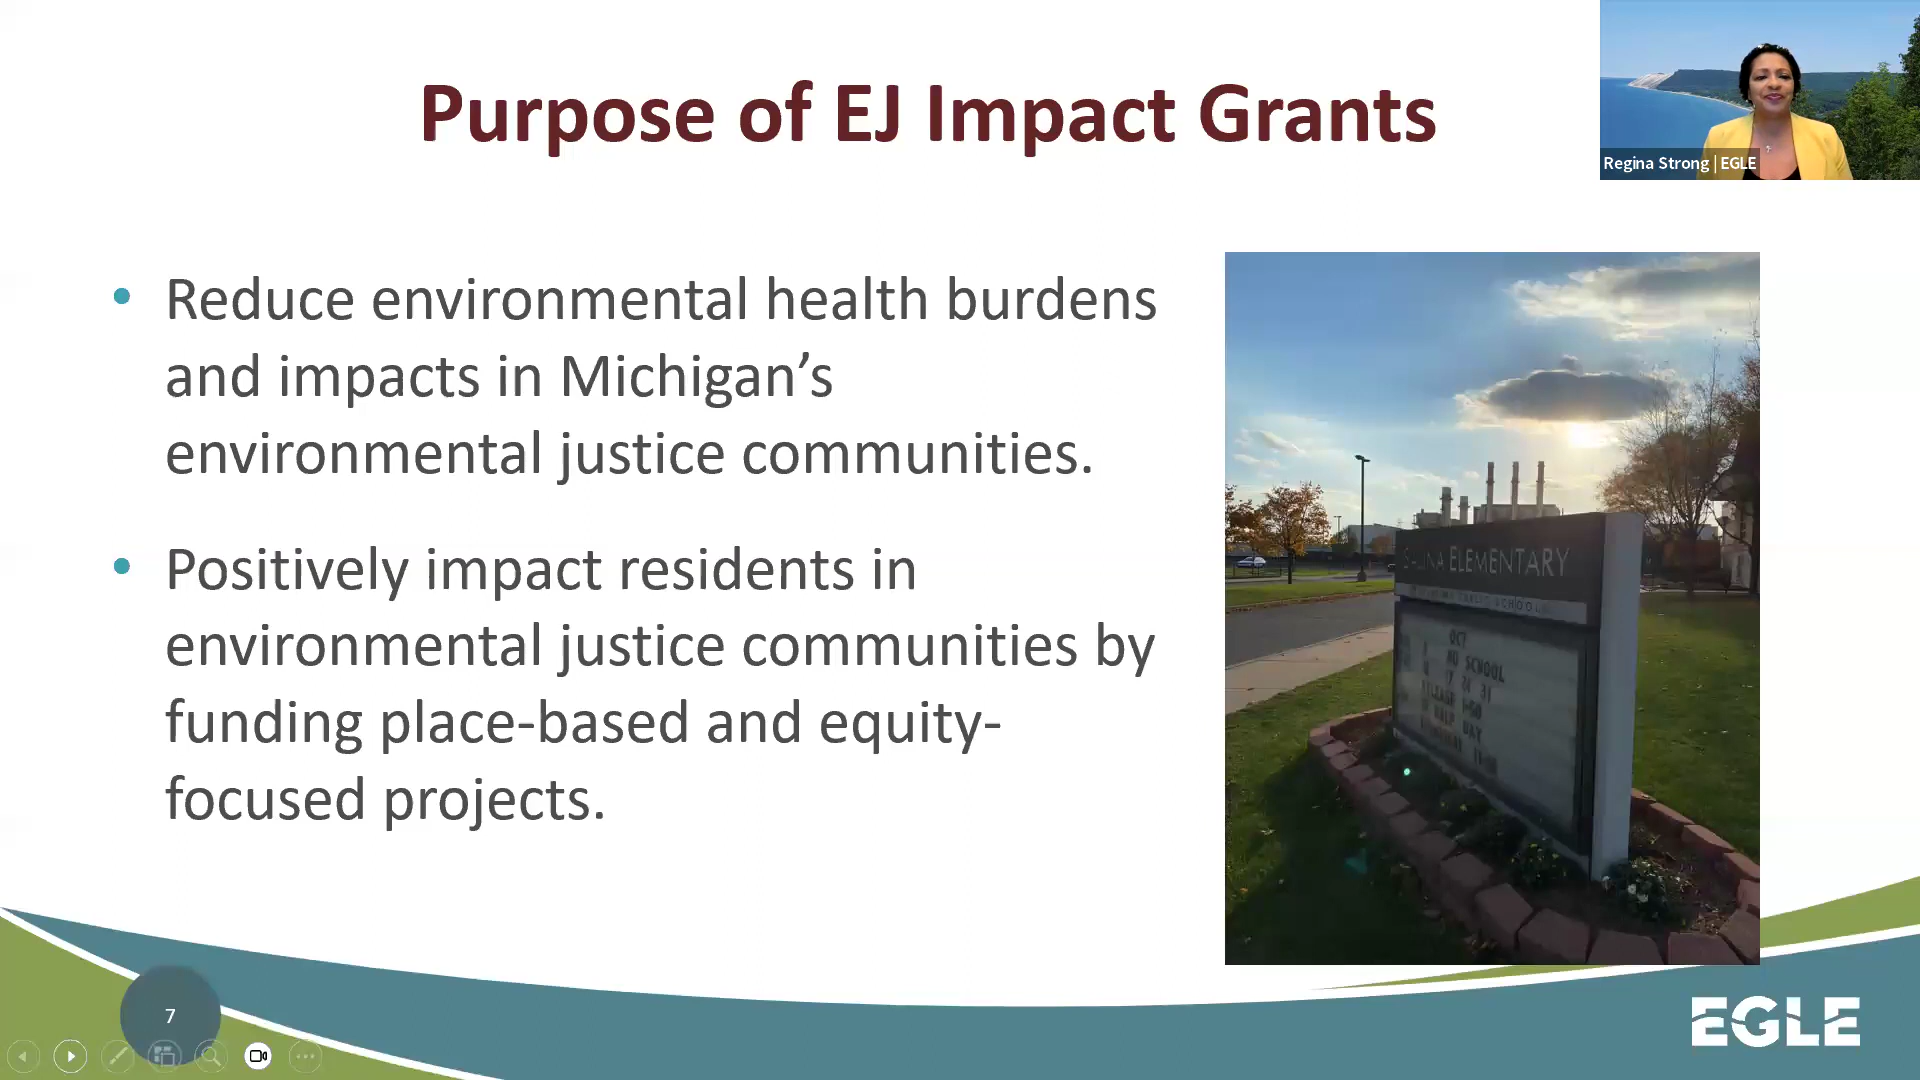 Purpose of EJ Impact Grants
Regina Strong | EGLE
• Reduce environmental health burdens
and impacts in Michigan’s
environmental justice communities.
• Positively impact residents in
environmental justice communities by
funding place-based and equity-
focused projects.
ELEMENTARY
OCT
NO SCHOOL
7
EGLE